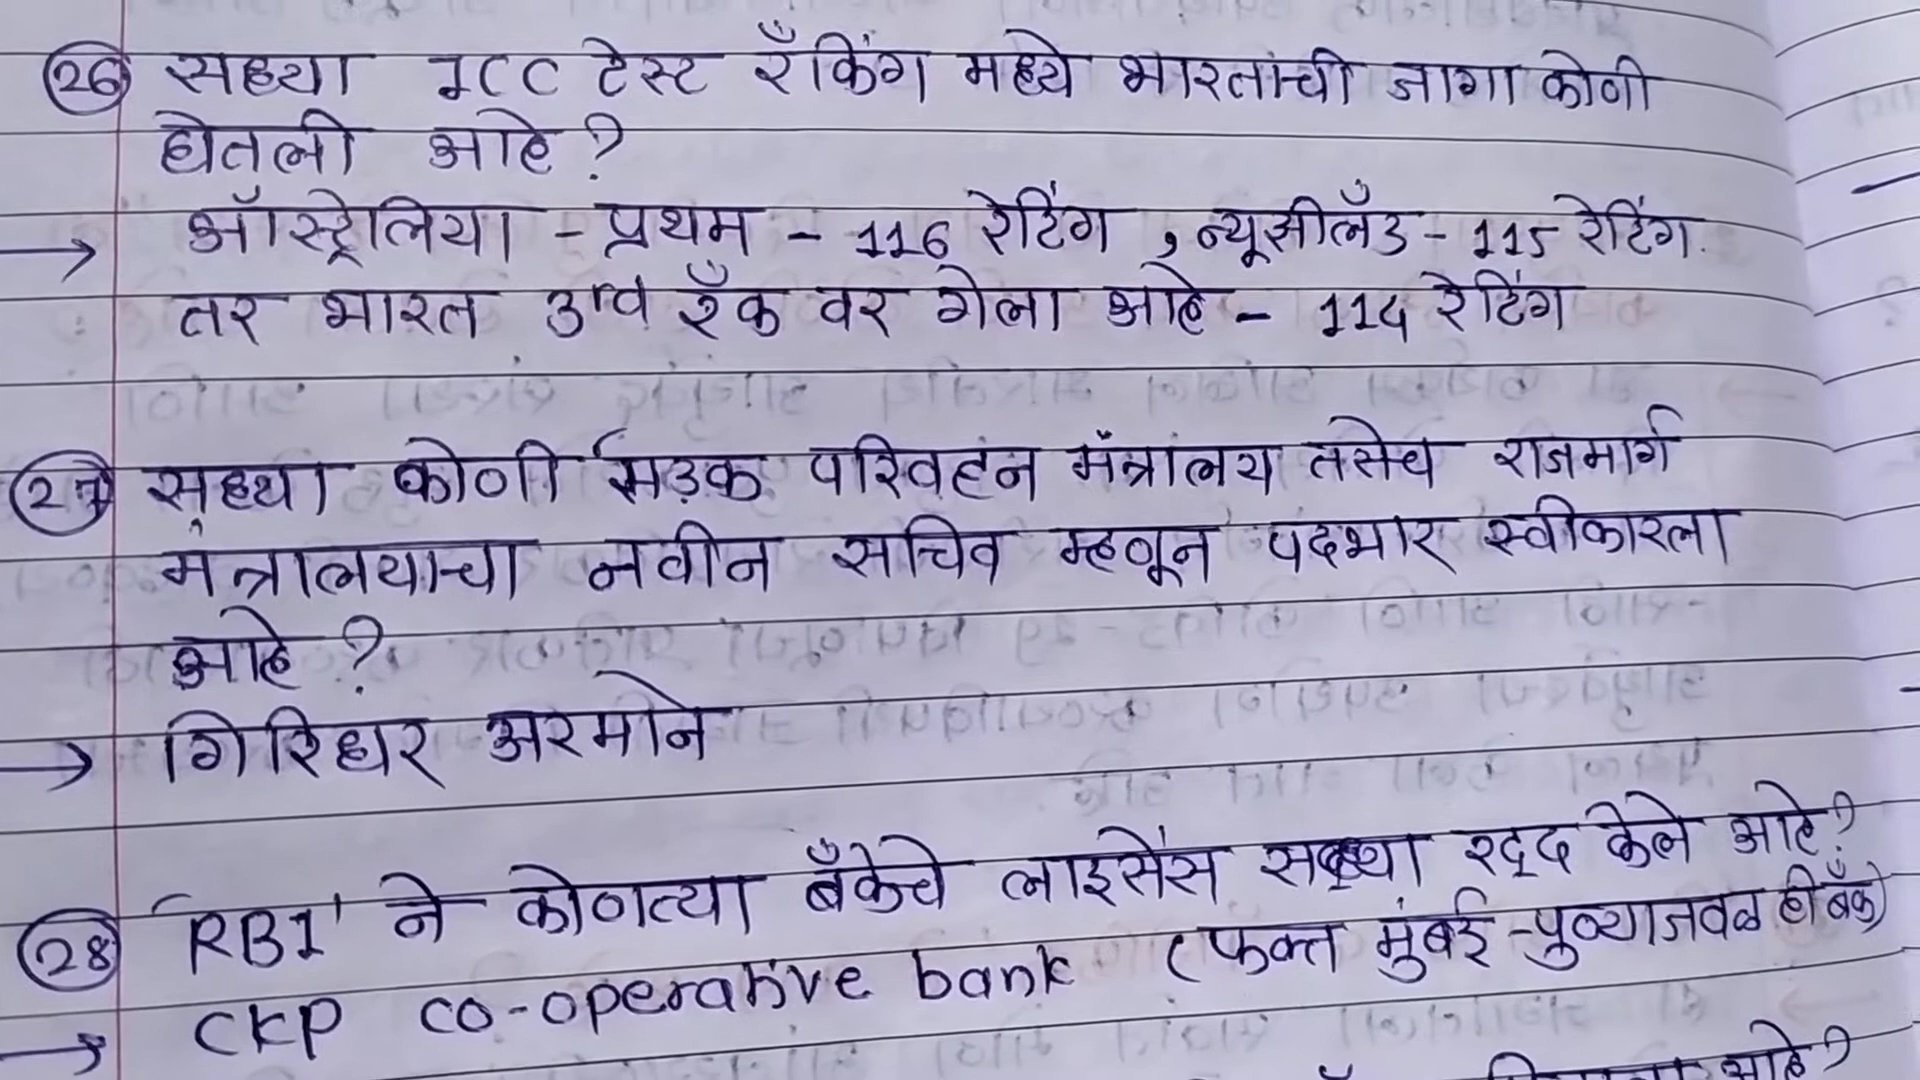 26 सध्या ICC टेस्ट रँकिंग मध्ये भारतांची जागा कोणी
घेतली आहे ?
→ ऑस्ट्रेलिया - प्रथम - 116 रेटिंग , न्यूसीलँड - 115 रेटिंग.
तर भारत 3rd रँक वर गेला आहे - 114 रेटिंग
27 सध्या कोणी सड़क परिवहन मंत्रालय तसेच राजमार्ग
मंत्रालयाचा नवीन सचिव म्हणून पदभार स्वीकारला
आहे ?
→ गिरिधर अरमाने
28 'RBI' ने कोणत्या बँकेचे लाइसेंस सध्या रद्द केले आहे?
→ CKP co-operative bank (फक्त मुंबई - पुण्याजवळ ही बँक)
आहे?